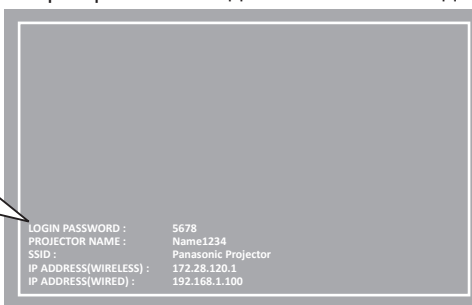 LOGIN PASSWORD : 5678
PROJECTOR NAME : Name1234
SSID : Panasonic Projector
IP ADDRESS(WIRELESS) : 172.28.120.1
IP ADDRESS(WIRED) : 192.168.1.100